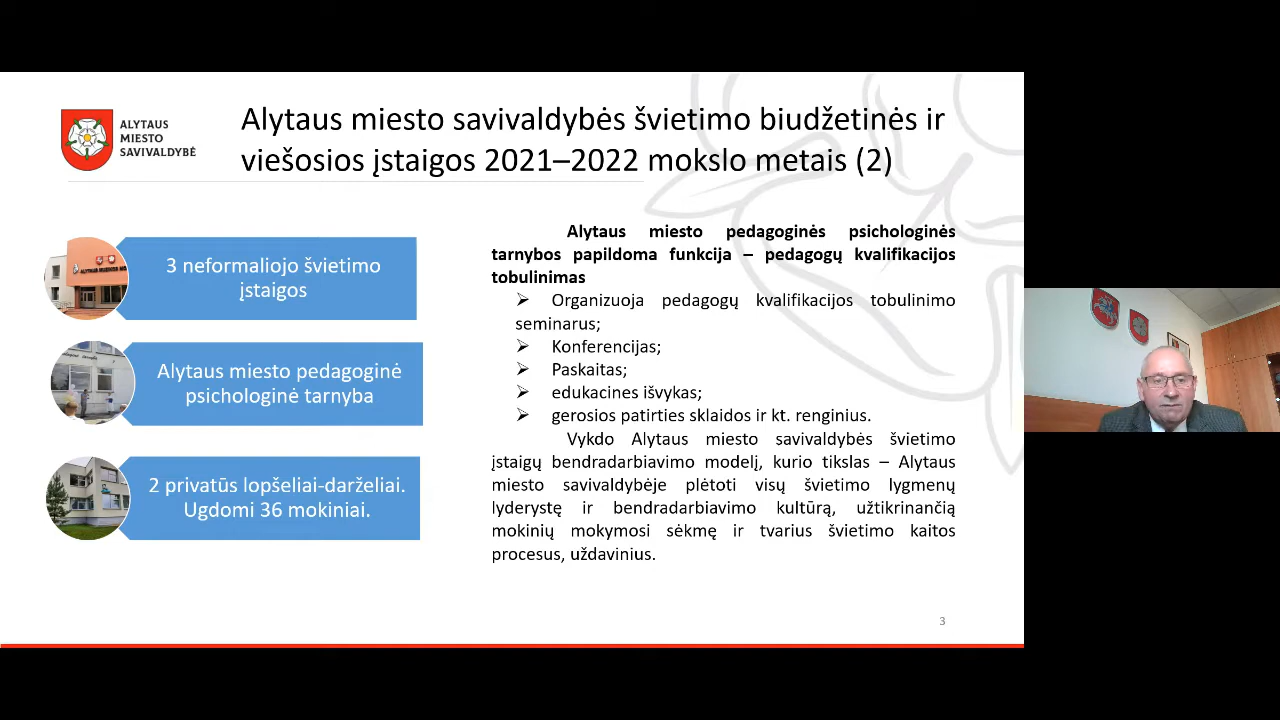 ALYTAUS
MIESTO
SAVIVALDYBĖ
Alytaus miesto savivaldybės švietimo biudžetinės ir
viešosios įstaigos 2021–2022 mokslo metais (2)
3 neformaliojo švietimo
įstaigos
Alytaus miesto pedagoginė
psichologinė tarnyba
2 privatūs lopšeliai-darželiai.
Ugdomi 36 mokiniai.
Alytaus miesto pedagoginės psichologinės
tarnybos papildoma funkcija – pedagogų kvalifikacijos
tobulinimas
➢ Organizuoja pedagogų kvalifikacijos tobulinimo
seminarus;
➢ Konferencijas;
➢ Paskaitas;
➢ edukacines išvykas;
➢ gerosios patirties sklaidos ir kt. renginius.
Vykdo Alytaus miesto savivaldybės švietimo
įstaigų bendradarbiavimo modelį, kurio tikslas – Alytaus
miesto savivaldybėje plėtoti visų švietimo lygmenų
lyderystę ir bendradarbiavimo kultūrą, užtikrinančią
mokinių mokymosi sėkmę ir tvarius švietimo kaitos
procesus, uždavinius.
3